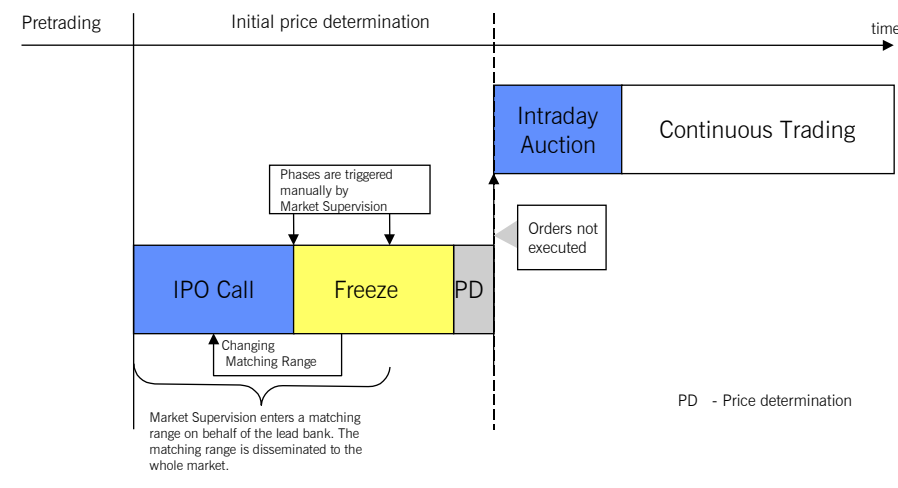 Pretrading
Initial price determination
time
Intraday
Auction
Continuous Trading
Phases are triggered
manually by
Market Supervision
Orders not
executed
IPO Call
Freeze
PD
Changing
Matching Range
PD - Price determination
Market Supervision enters a matching
range on behalf of the lead bank. The
matching range is disseminated to the
whole market.